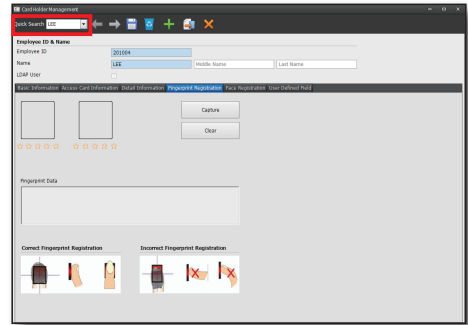 Card Holder Management
Quick Search LEE
Employee ID & Name
Employee ID 201004
Name LEE Middle Name Last Name
LDAP User
Basic Information Access Card Information Detail Information Fingerprint Registration Face Registration User Defined Field
Capture
Clear
Fingerprint Data
Correct Fingerprint Registration Incorrect Fingerprint Registration